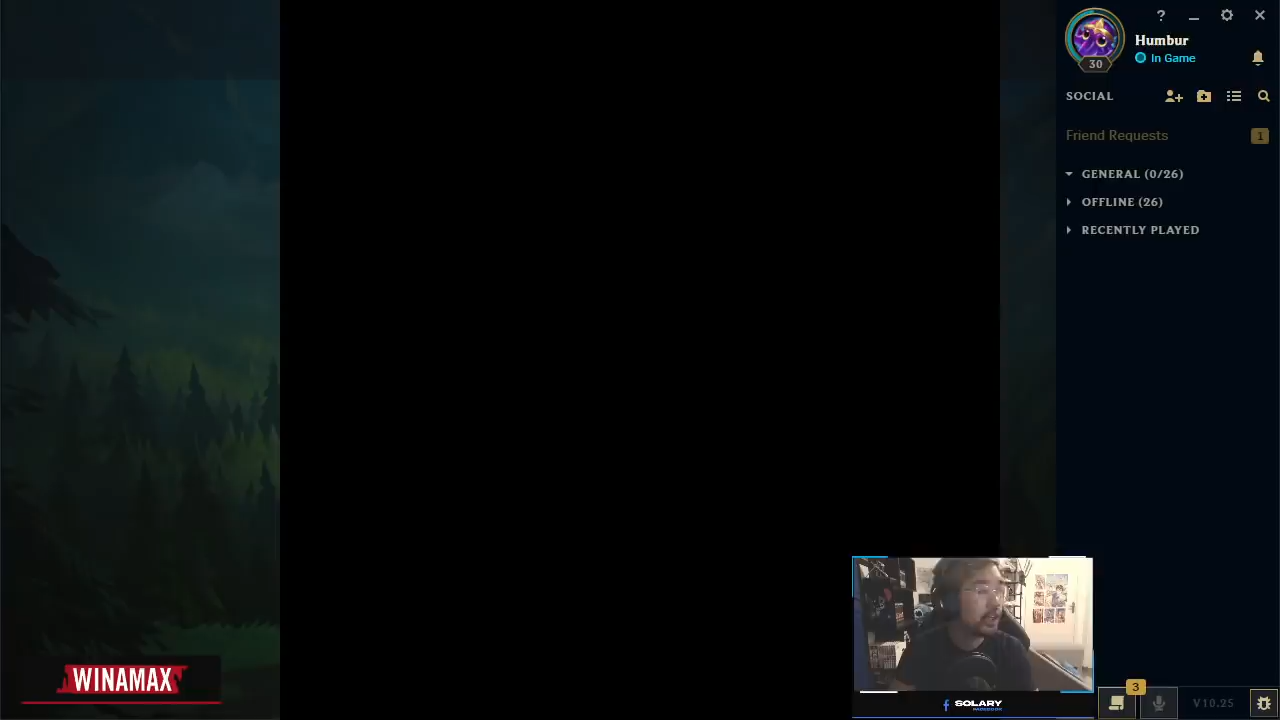 ?
Humbur
30
In Game
SOCIAL
Friend Requests
1
GENERAL (0/26)
OFFLINE (26)
RECENTLY PLAYED
WINAMAX
SOLARY
3
V10.25